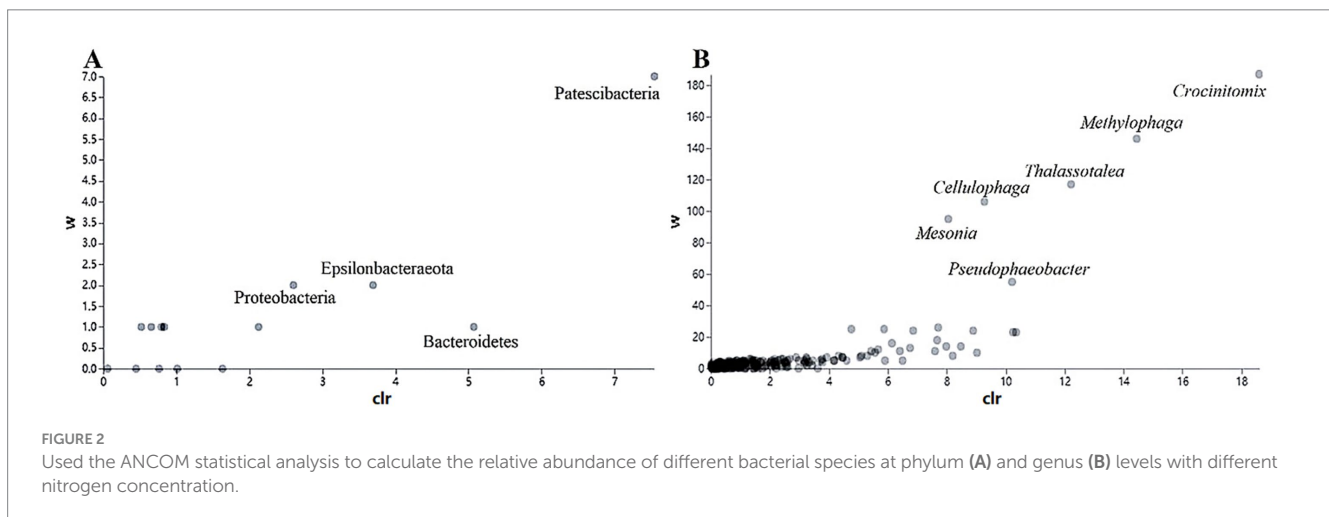 A
w
7.0
6.5
6.0
5.5
5.0
4.5
4.0
3.5
3.0
2.5
2.0
1.5
1.0
0.5
0.0
Patescibacteria
Epsilonbacteraeota
Proteobacteria
Bacteroidetes
0 1 2 3 4 5 6 7
clr
B
w
180
160
140
120
100
80
60
40
20
0
Crocinitomix
Methylophaga
Thalassotalea
Cellulophaga
Mesonia
Pseudophaeobacter
0 2 4 6 8 10 12 14 16 18
clr
FIGURE 2
Used the ANCOM statistical analysis to calculate the relative abundance of different bacterial species at phylum (A) and genus (B) levels with different
nitrogen concentration.